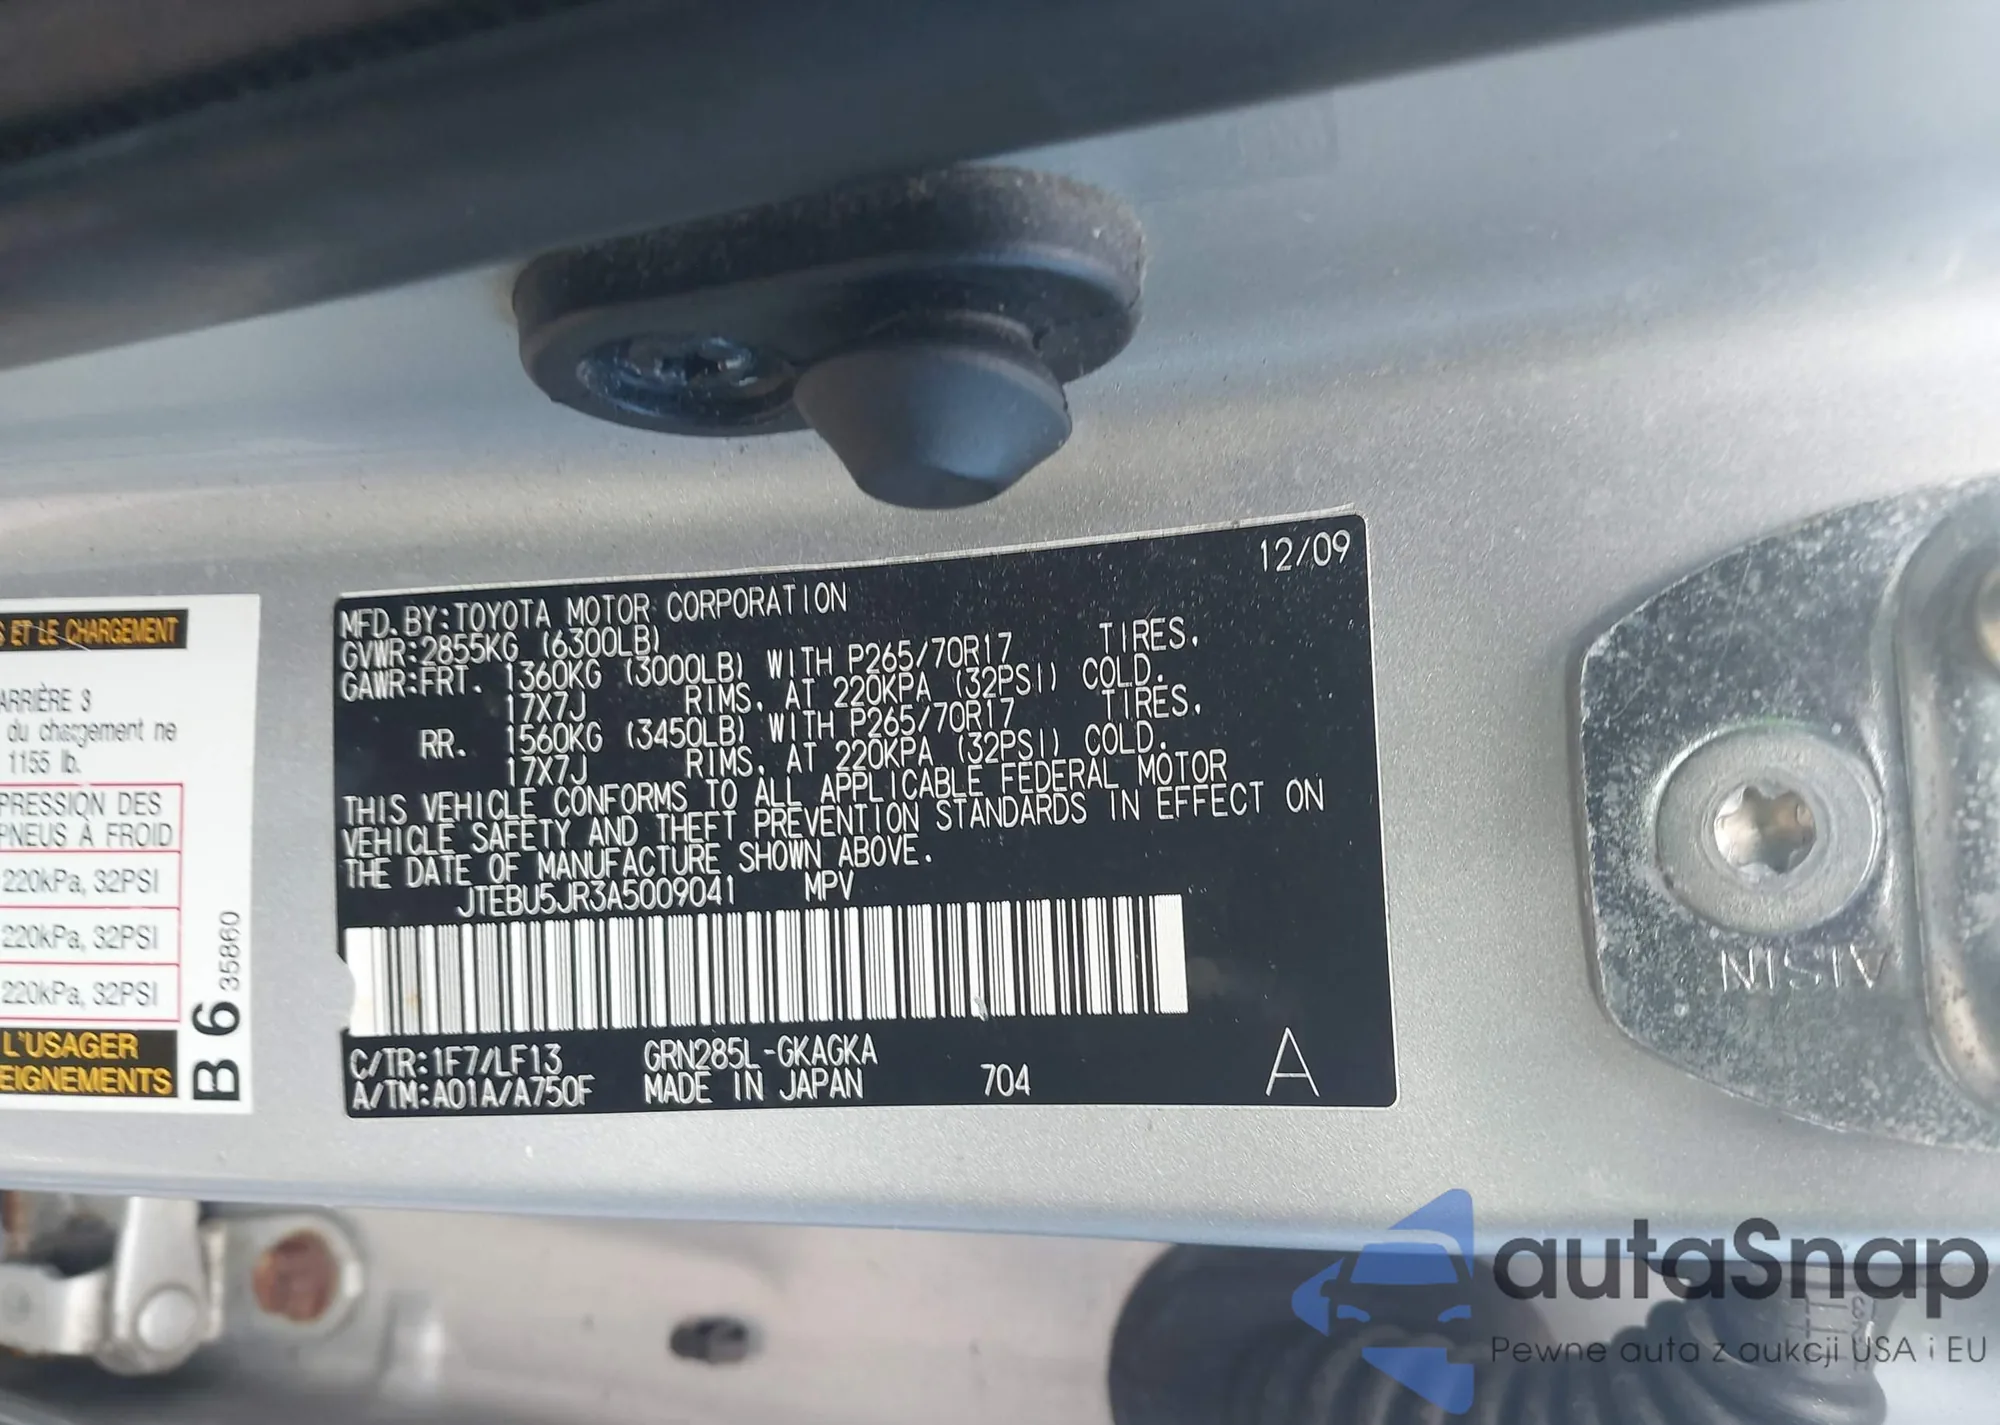 12/09
MFD. BY: TOYOTA MOTOR CORPORATION
GVWR: 2855KG (6300LB)
GAWR: FRT. 1360KG (3000LB) WITH P265/70R17 TIRES,
17X7J RIMS, AT 220KPA (32PSI) COLD.
RR. 1560KG (3450LB) WITH P265/70R17 TIRES,
17X7J RIMS, AT 220KPA (32PSI) COLD.
THIS VEHICLE CONFORMS TO ALL APPLICABLE FEDERAL MOTOR
VEHICLE SAFETY AND THEFT PREVENTION STANDARDS IN EFFECT ON
THE DATE OF MANUFACTURE SHOWN ABOVE.
JTEBU5JR3A5009041 MPV
C/TR: 1F7/LF13 GRN285L-GKAGKA
A/TM: A01A/A750F MADE IN JAPAN 704 A
ET LE CHARGEMENT
ARRIÈRE 3
du chargement ne
1155 lb.
PRESSION DES
PNEUS À FROID
220kPa, 32PSI
220kPa, 32PSI
220kPa, 32PSI
L'USAGER
EIGNEMENTS
B 6 35860
AISIN
autaSnap
Pewne auta z aukcji USA i EU